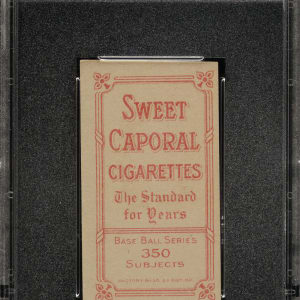 SWEET
CAPORAL
CIGARETTES
The Standard
for Years
BASE BALL SERIES
350
SUBJECTS